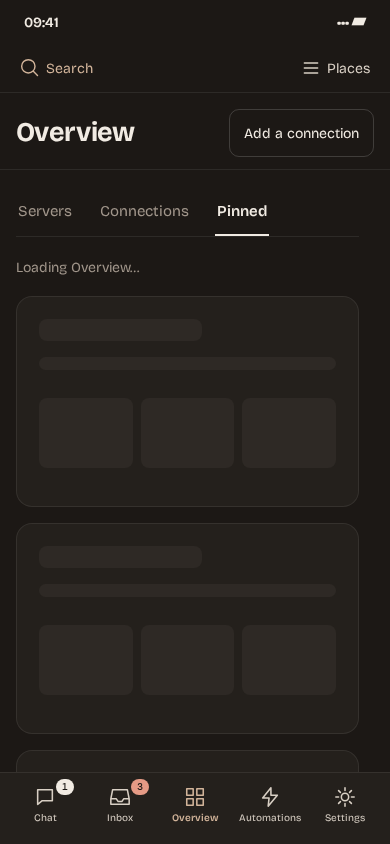 09:41
Search
Places
Overview
Add a connection
Servers
Connections
Pinned
Loading Overview...
1
3
Chat
Inbox
Overview
Automations
Settings